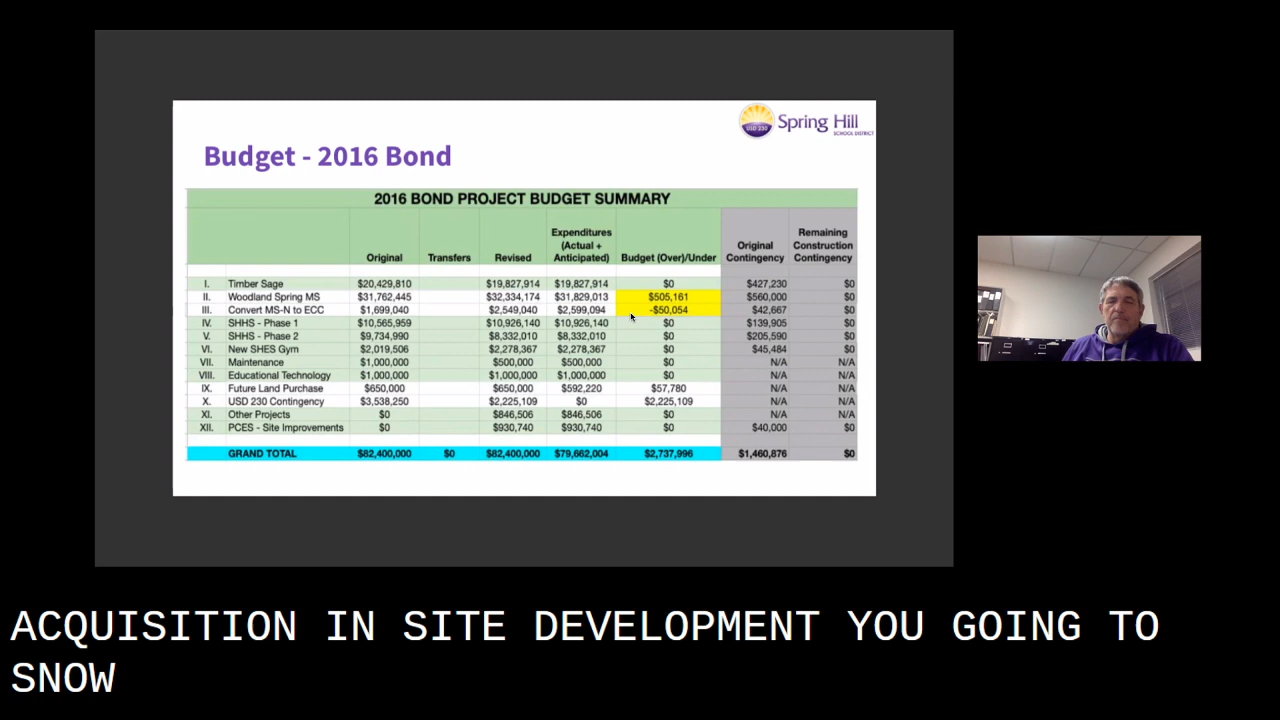 USD 230
Spring Hill
SCHOOL DISTRICT
Budget - 2016 Bond
2016 BOND PROJECT BUDGET SUMMARY
Original Transfers Revised Expenditures (Actual + Anticipated) Budget (Over)/Under Original Contingency Remaining Construction Contingency
I. Timber Sage $20,429,810 $19,827,914 $19,827,914 $0 $427,230 $0
II. Woodland Spring MS $31,762,445 $32,334,174 $31,829,013 $505,161 $560,000 $0
III. Convert MS-N to ECC $1,699,040 $2,549,040 $2,599,094 -$50,054 $42,667 $0
IV. SHHS - Phase 1 $10,565,959 $10,926,140 $10,926,140 $0 $139,905 $0
V. SHHS - Phase 2 $9,734,990 $8,332,010 $8,332,010 $0 $205,590 $0
VI. New SHES Gym $2,019,506 $2,278,367 $2,278,367 $0 $45,484 $0
VII. Maintenance $1,000,000 $500,000 $500,000 $0 N/A N/A
VIII. Educational Technology $1,000,000 $1,000,000 $1,000,000 $0 N/A N/A
IX. Future Land Purchase $650,000 $650,000 $592,220 $57,780 N/A N/A
X. USD 230 Contingency $3,538,250 $2,225,109 $0 $2,225,109 N/A N/A
XI. Other Projects $0 $846,506 $846,506 $0 N/A N/A
XII. PCES - Site Improvements $0 $930,740 $930,740 $0 $40,000 $0
GRAND TOTAL $82,400,000 $0 $82,400,000 $79,662,004 $2,737,996 $1,460,876 $0
ACQUISITION IN SITE DEVELOPMENT YOU GOING TO
SNOW